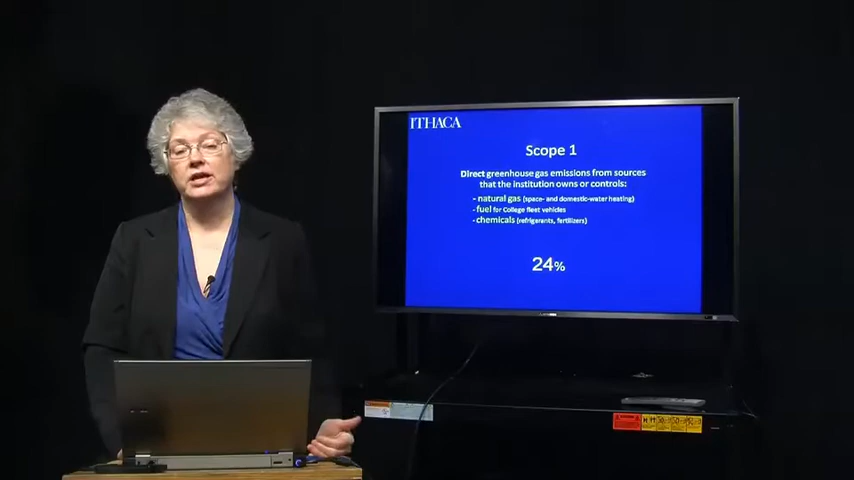 ITHACA
Scope 1
Direct greenhouse gas emissions from sources
that the institution owns or controls:
- natural gas (space- and domestic-water heating)
- fuel for College fleet vehicles
- chemicals (refrigerants, fertilizers)
24%